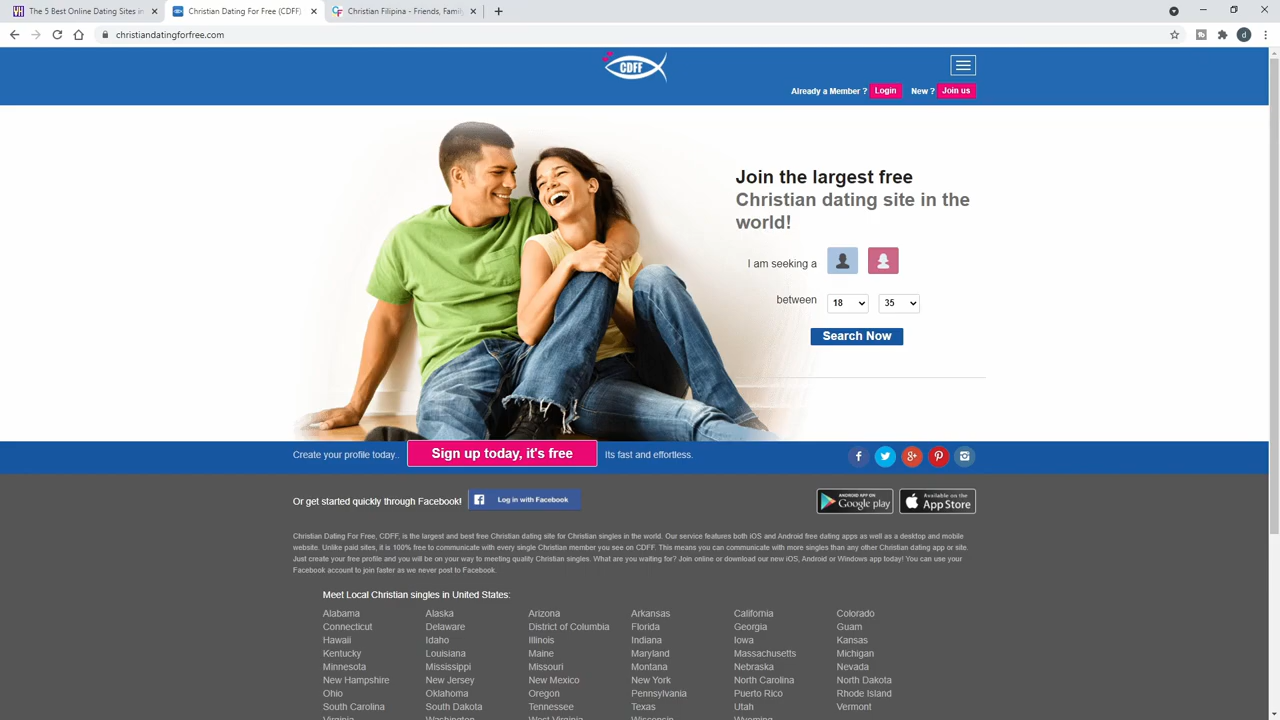 The 5 Best Online Dating Sites in
Christian Dating For Free (CDFF)
Christian Filipina - Friends, Family
christiandatingforfree.com
d
CDFF
Already a Member ? Login New ? Join us
Join the largest free
Christian dating site in the
world!
I am seeking a
between 18 35
Search Now
Create your profile today.. Sign up today, it's free Its fast and effortless.
Or get started quickly through Facebook! Log in with Facebook
ANDROID APP ON
Google play
Available on the
App Store
Christian Dating For Free, CDFF, is the largest and best free Christian dating site for Christian singles in the world. Our service features both iOS and Android free dating apps as well as a desktop and mobile
website. Unlike paid sites, it is 100% free to communicate with every single Christian member you see on CDFF. This means you can communicate with more singles than any other Christian dating app or site.
Just create your free profile and you will be on your way to meeting quality Christian singles. What are you waiting for? Join online or download our new iOS, Android or Windows app today! You can use your
Facebook account to join faster as we never post to Facebook.
Meet Local Christian singles in United States:
Alabama Alaska Arizona Arkansas California Colorado
Connecticut Delaware District of Columbia Florida Georgia Guam
Hawaii Idaho Illinois Indiana Iowa Kansas
Kentucky Louisiana Maine Maryland Massachusetts Michigan
Minnesota Mississippi Missouri Montana Nebraska Nevada
New Hampshire New Jersey New Mexico New York North Carolina North Dakota
Ohio Oklahoma Oregon Pennsylvania Puerto Rico Rhode Island
South Carolina South Dakota Tennessee Texas Utah Vermont
Virginia Washington West Virginia Wisconsin Wyoming